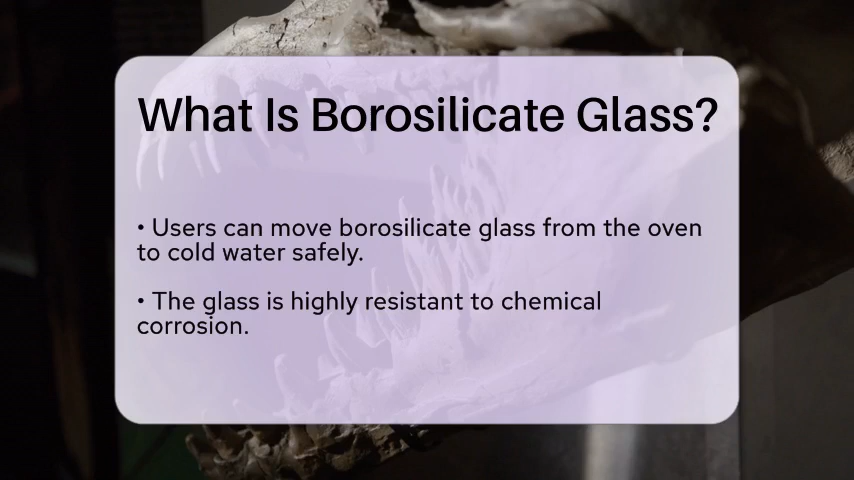 What Is Borosilicate Glass?
• Users can move borosilicate glass from the oven
to cold water safely.
• The glass is highly resistant to chemical
corrosion.